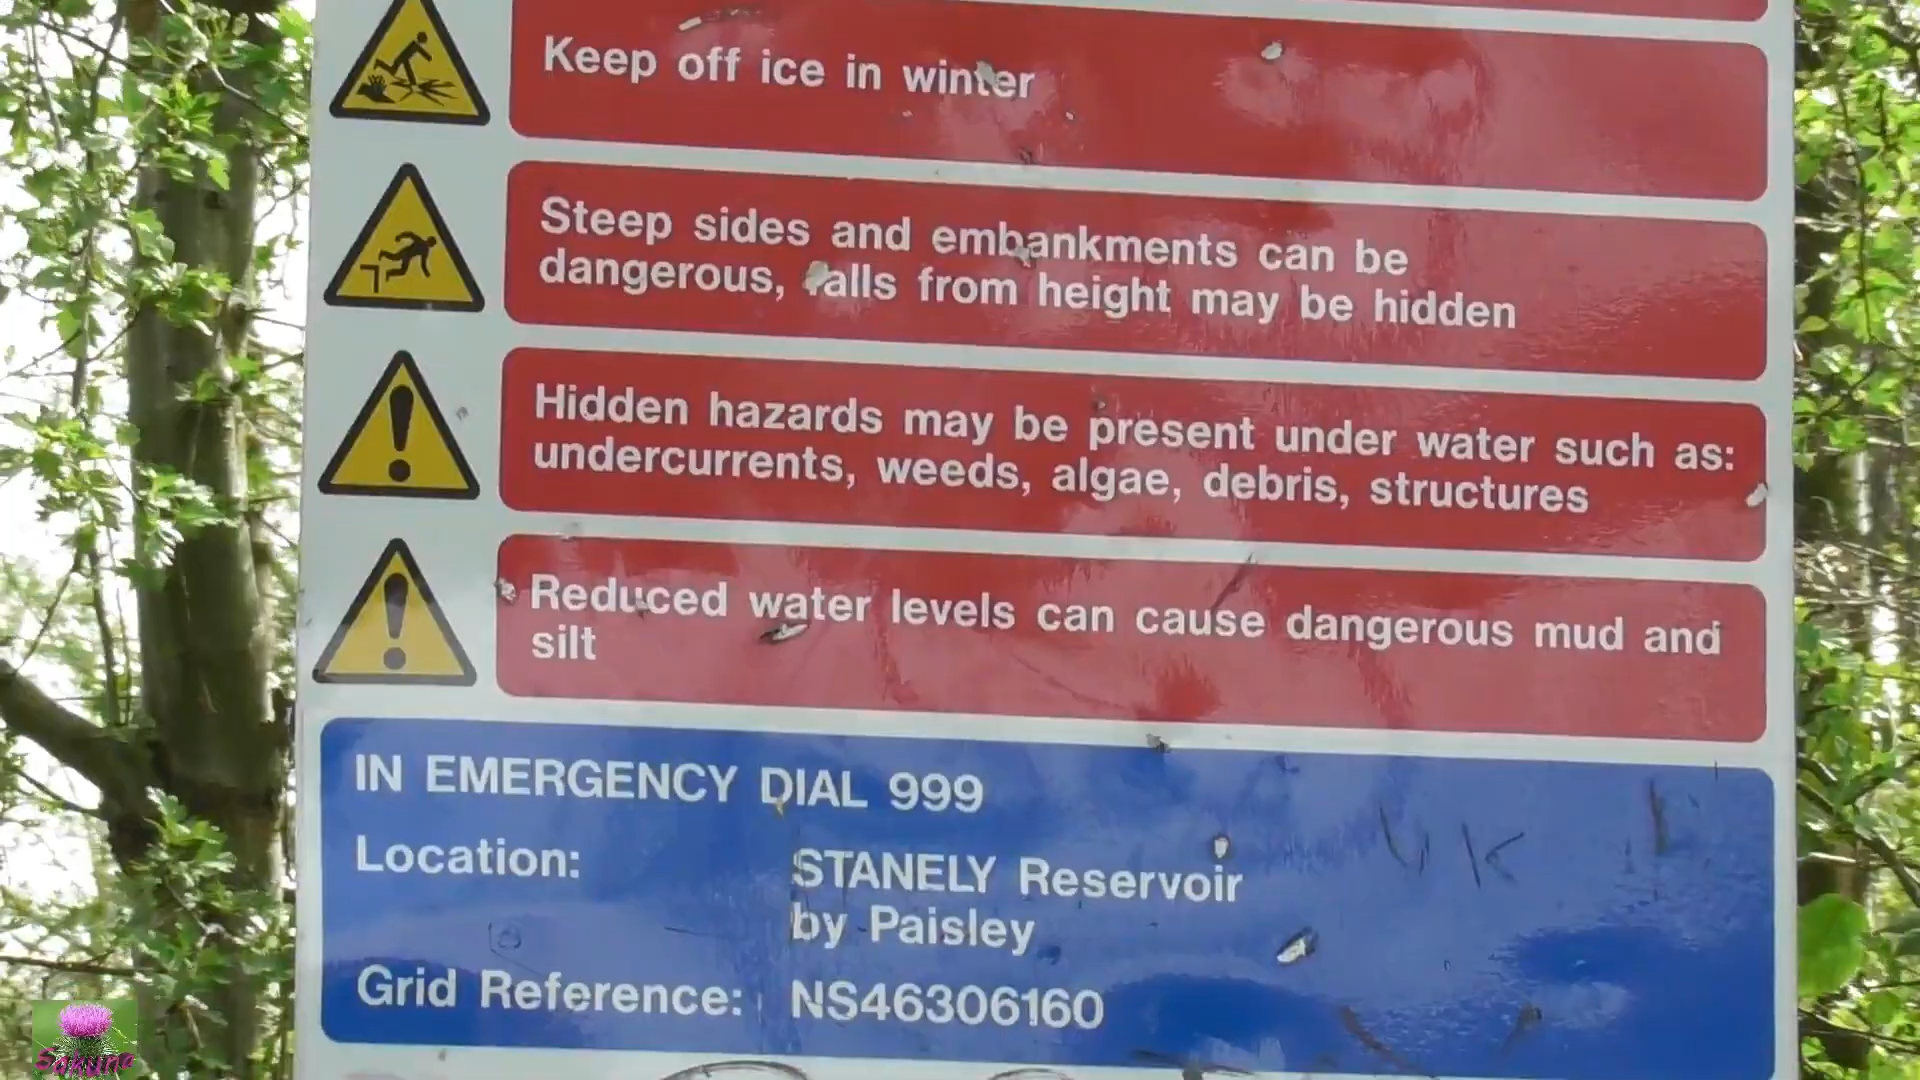 Keep off ice in winter
Steep sides and embankments can be
dangerous, falls from height may be hidden
Hidden hazards may be present under water such as:
undercurrents, weeds, algae, debris, structures
Reduced water levels can cause dangerous mud and
silt
IN EMERGENCY DIAL 999
Location: STANELY Reservoir
by Paisley
Grid Reference: NS46306160
UK
Sakuna